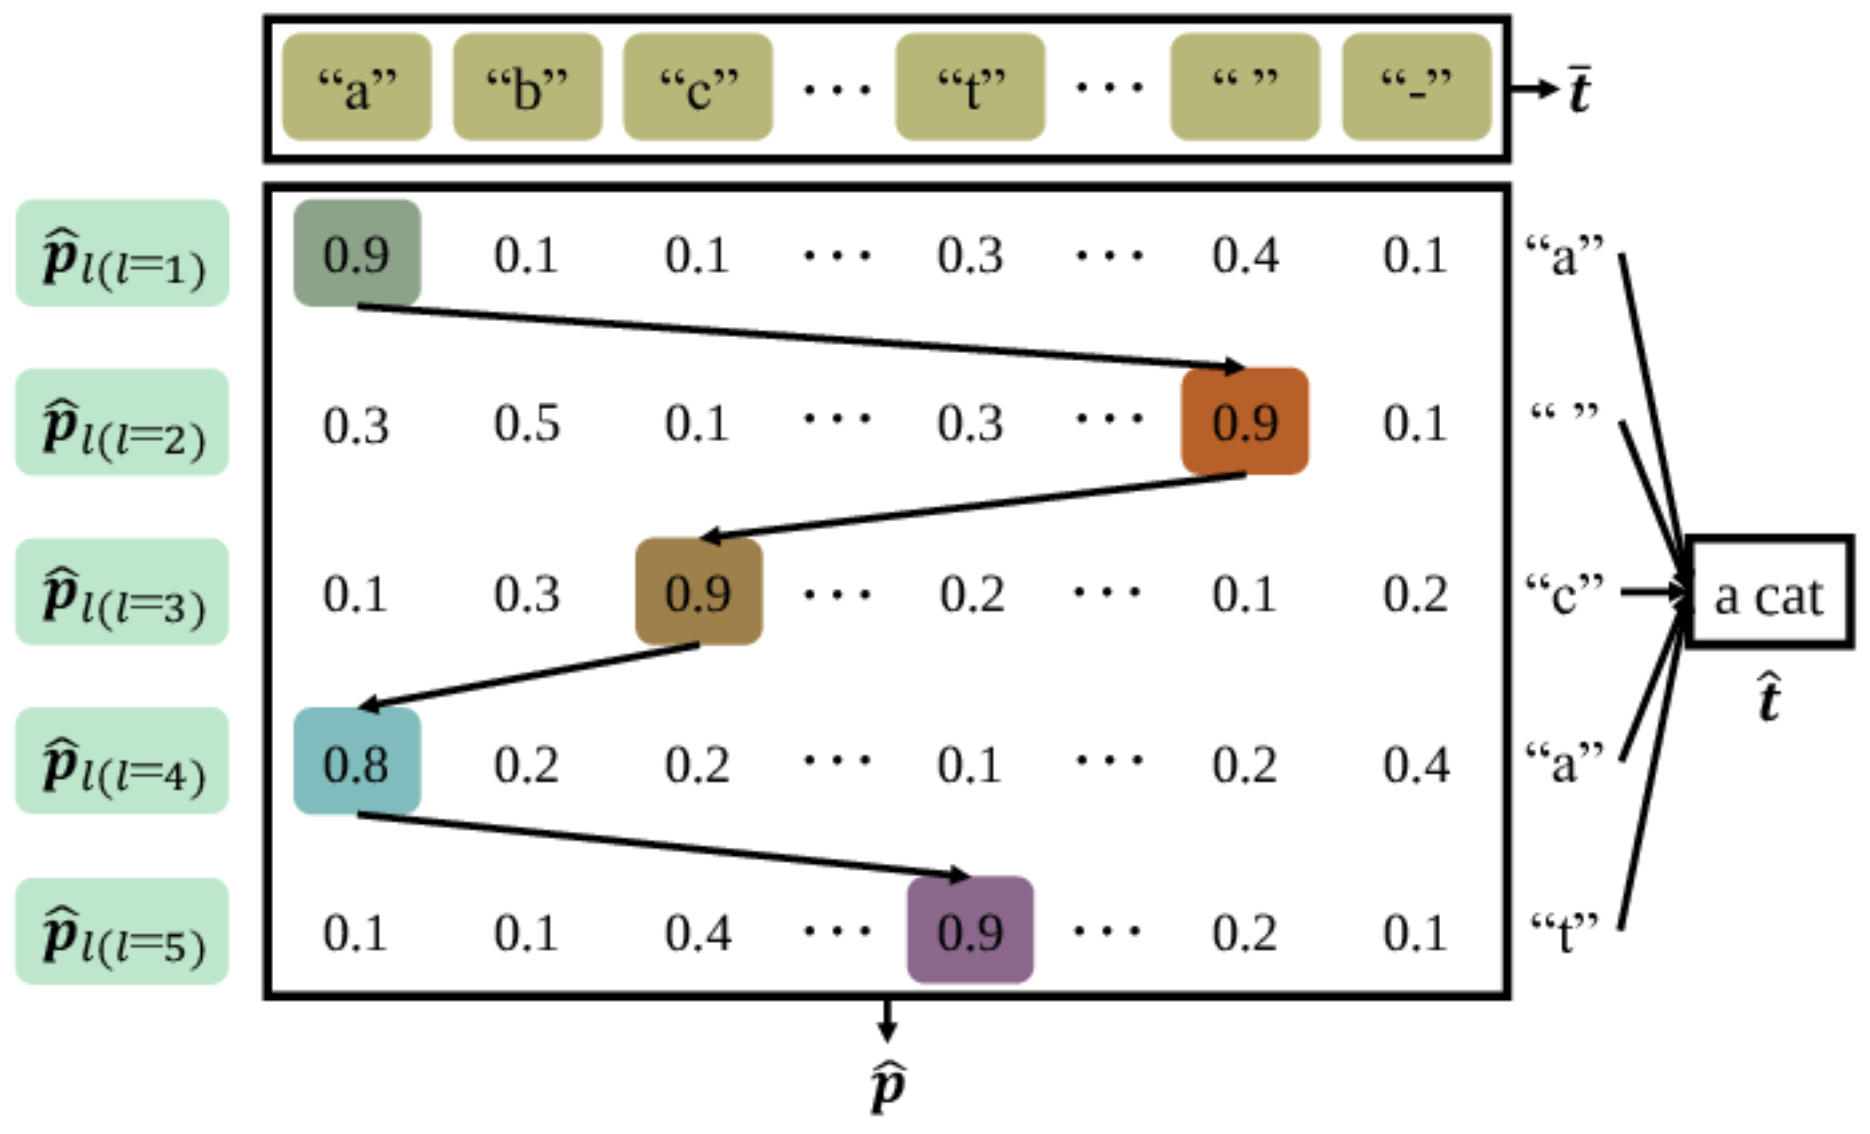 “a” “b” “c” ··· “t” ··· “ ” “-” t̄
p̂l(l=1) 0.9 0.1 0.1 ··· 0.3 ··· 0.4 0.1 “a”
p̂l(l=2) 0.3 0.5 0.1 ··· 0.3 ··· 0.9 0.1 “ ”
p̂l(l=3) 0.1 0.3 0.9 ··· 0.2 ··· 0.1 0.2 “c” a cat
t̂
p̂l(l=4) 0.8 0.2 0.2 ··· 0.1 ··· 0.2 0.4 “a”
p̂l(l=5) 0.1 0.1 0.4 ··· 0.9 ··· 0.2 0.1 “t”
p̂